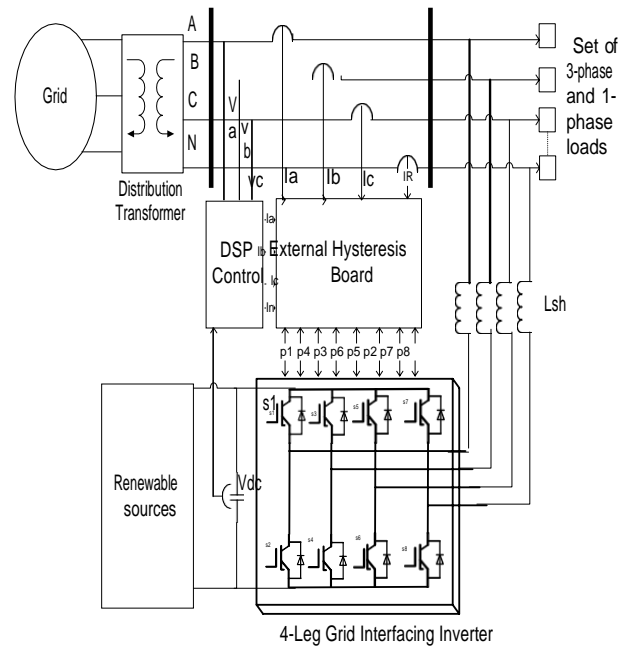 Grid
A
B
C
N
Distribution
Transformer
V
a
v
b
vc
Ia
Ib
Ic
IR
Set of
3-phase
and 1-
phase
loads
DSP
Control
Ia
Ib
Ic
In
External Hysteresis
Board
p1 p4 p3 p6 p5 p2 p7 p8
Lsh
Renewable
sources
Vdc
s1
s1
s3
s5
s7
s2
s4
s6
s8
4-Leg Grid Interfacing Inverter